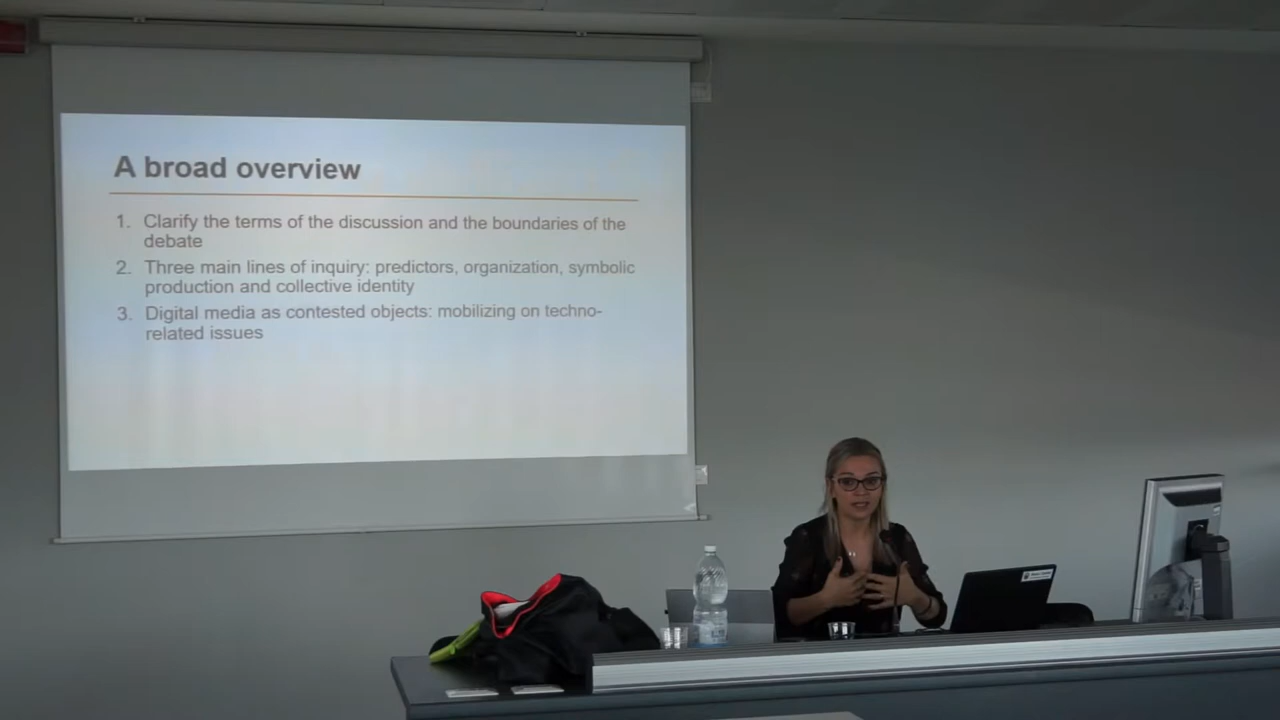 A broad overview
1. Clarify the terms of the discussion and the boundaries of the
debate
2. Three main lines of inquiry: predictors, organization, symbolic
production and collective identity
3. Digital media as contested objects: mobilizing on techno-
related issues